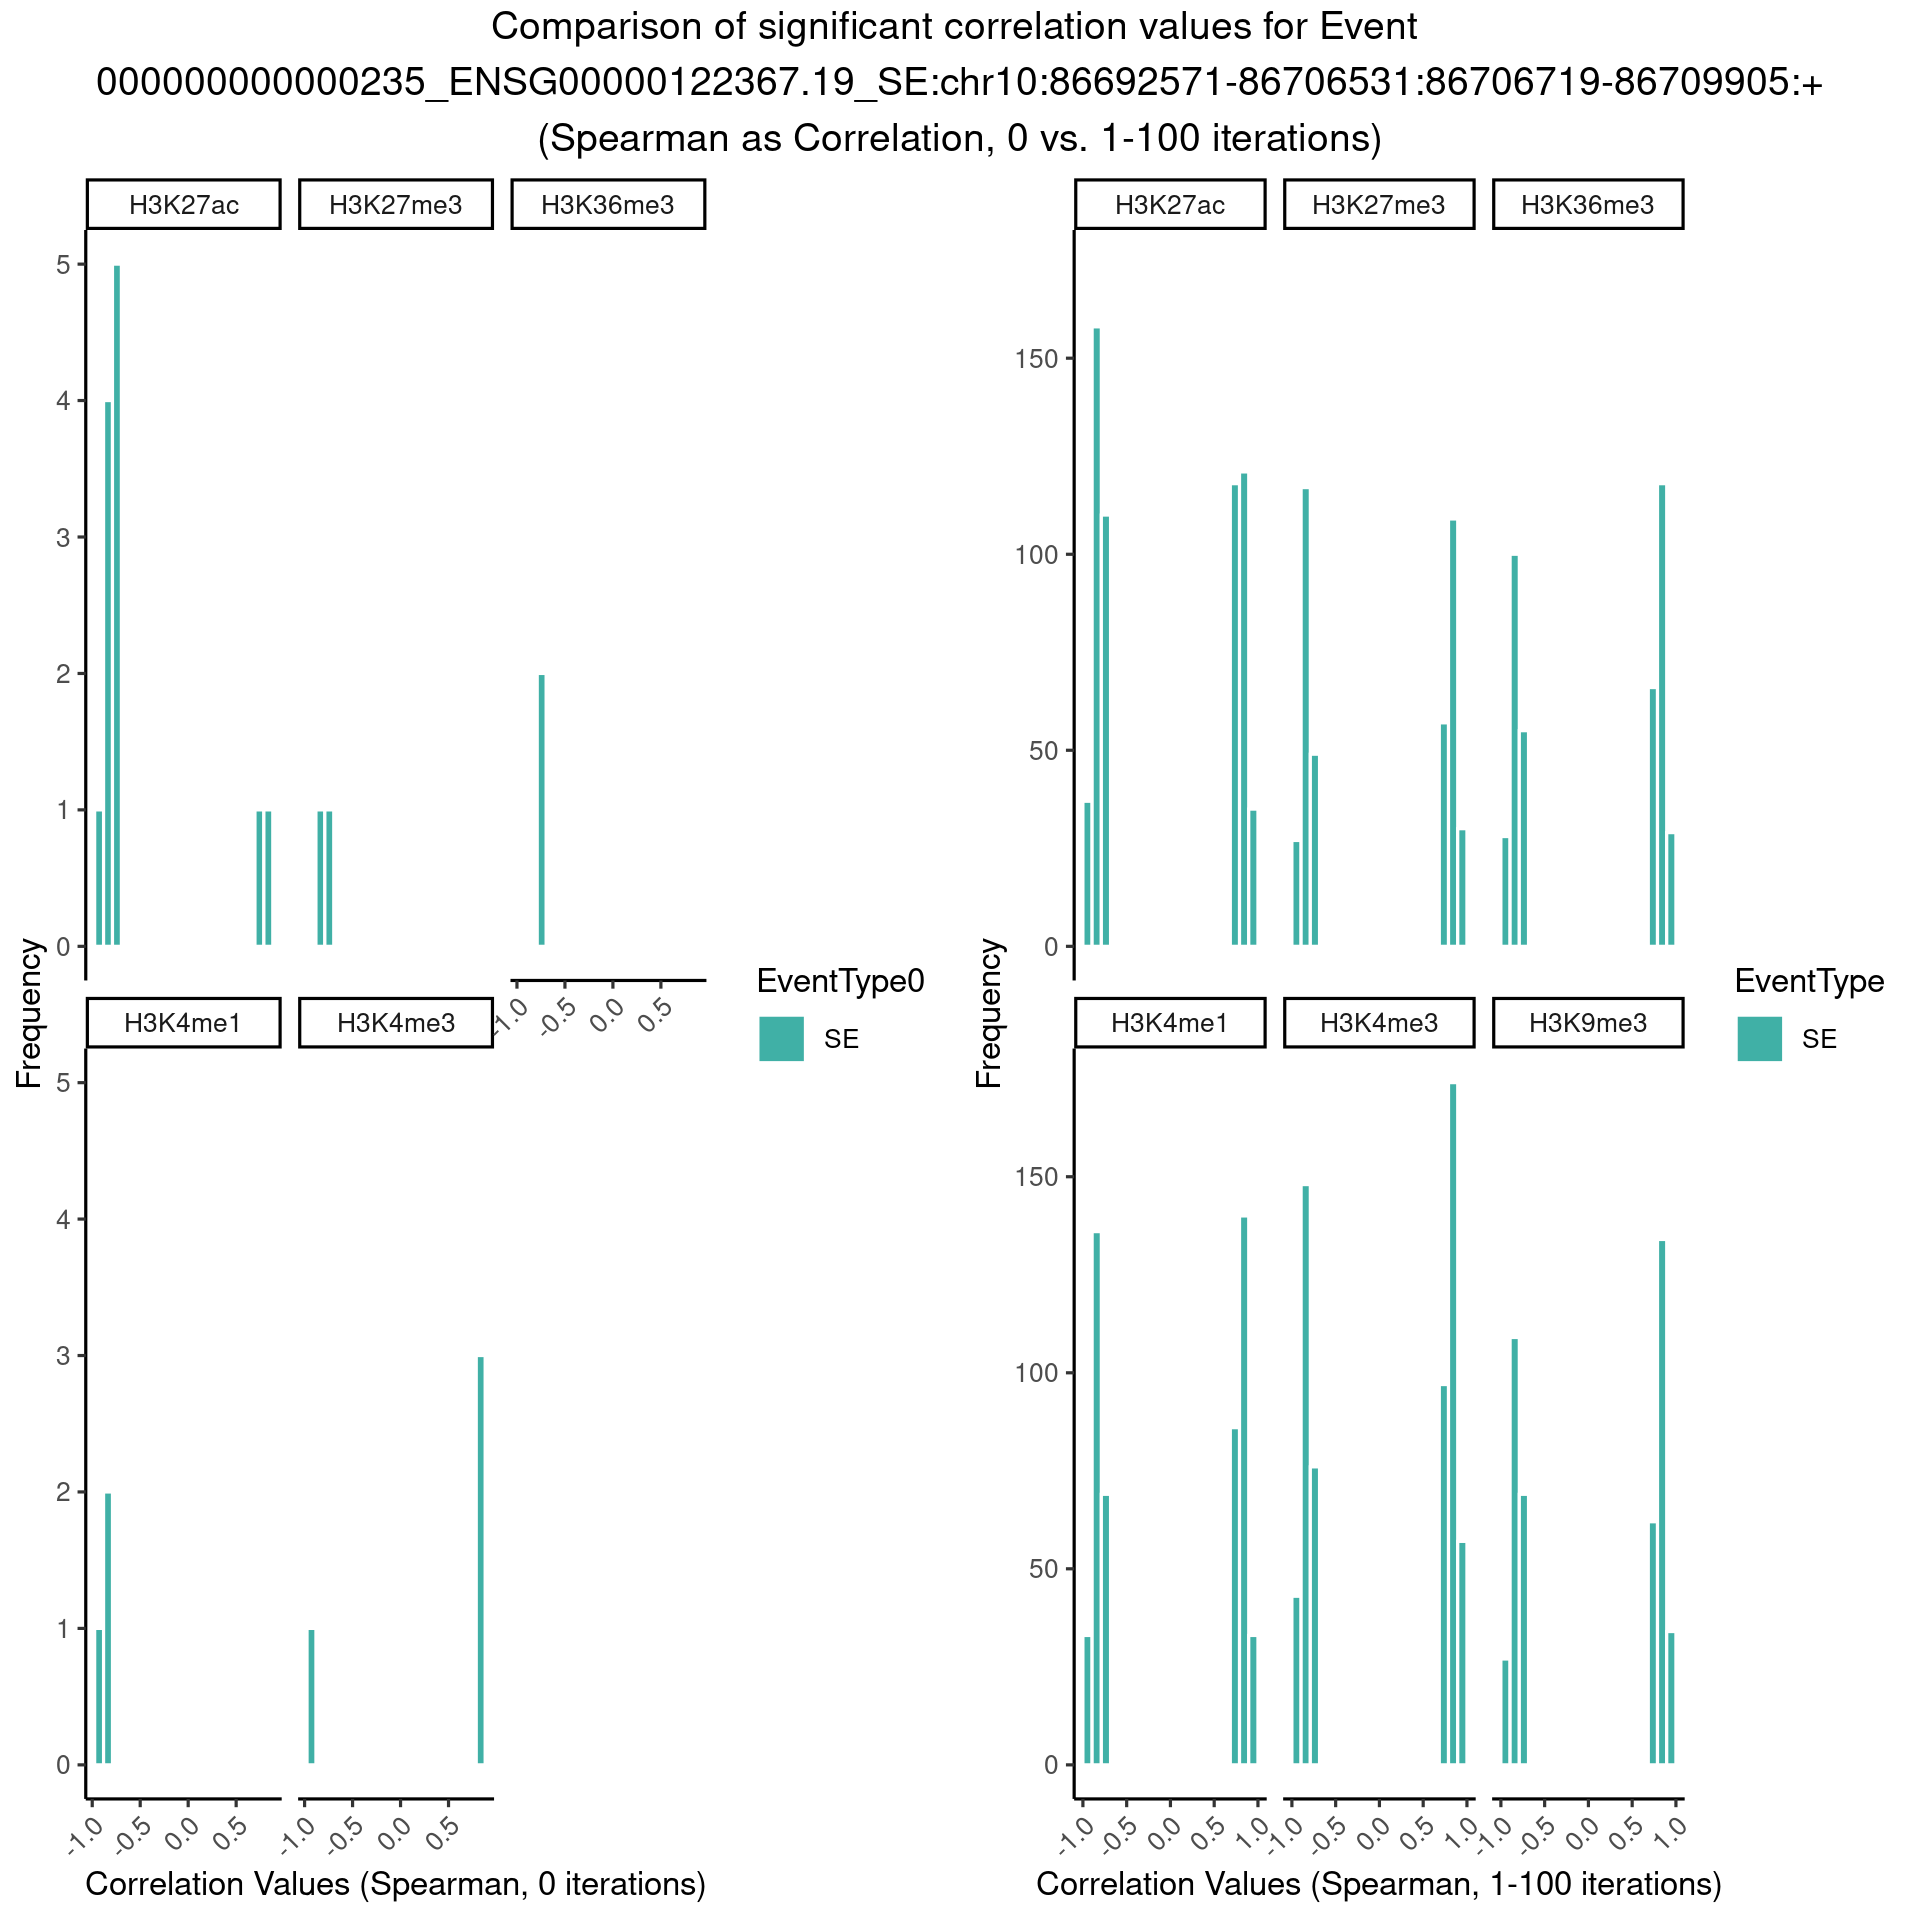 Comparison of significant correlation values for Event
000000000000235_ENSG00000122367.19_SE:chr10:86692571-86706531:86706719-86709905:+
(Spearman as Correlation, 0 vs. 1-100 iterations)
H3K27ac H3K27me3 H3K36me3
5
4
3
2
1
0
-1.0 -0.5 0.0 0.5
H3K4me1 H3K4me3
5
4
3
2
1
0
-1.0 -0.5 0.0 0.5 -1.0 -0.5 0.0 0.5
Frequency
Correlation Values (Spearman, 0 iterations)
EventType0
SE
H3K27ac H3K27me3 H3K36me3
150
100
50
0
H3K4me1 H3K4me3 H3K9me3
150
100
50
0
-1.0 -0.5 0.0 0.5 1.0 -1.0 -0.5 0.0 0.5 1.0 -1.0 -0.5 0.0 0.5 1.0
Frequency
Correlation Values (Spearman, 1-100 iterations)
EventType
SE